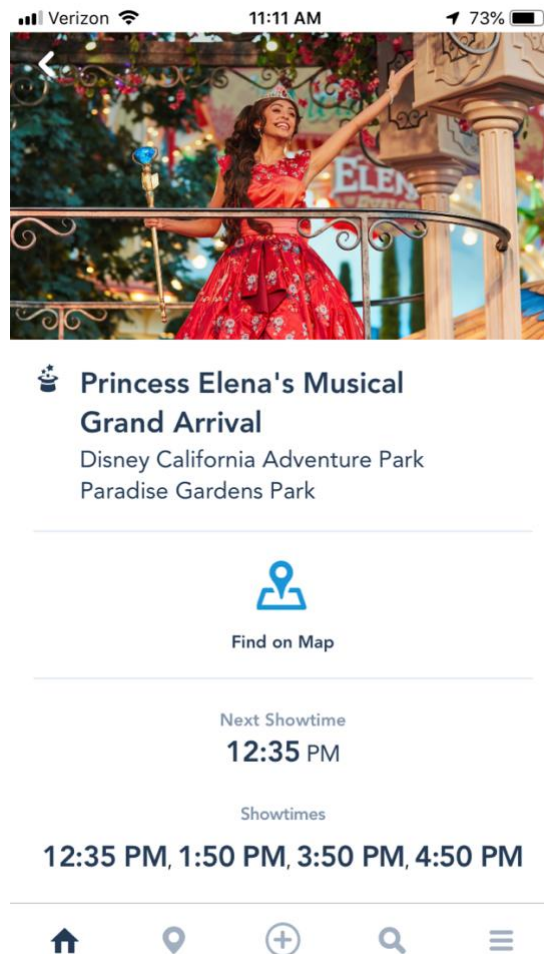 Verizon 11:11 AM 73%
ELENA
Princess Elena's Musical
Grand Arrival
Disney California Adventure Park
Paradise Gardens Park
Find on Map
Next Showtime
12:35 PM
Showtimes
12:35 PM, 1:50 PM, 3:50 PM, 4:50 PM